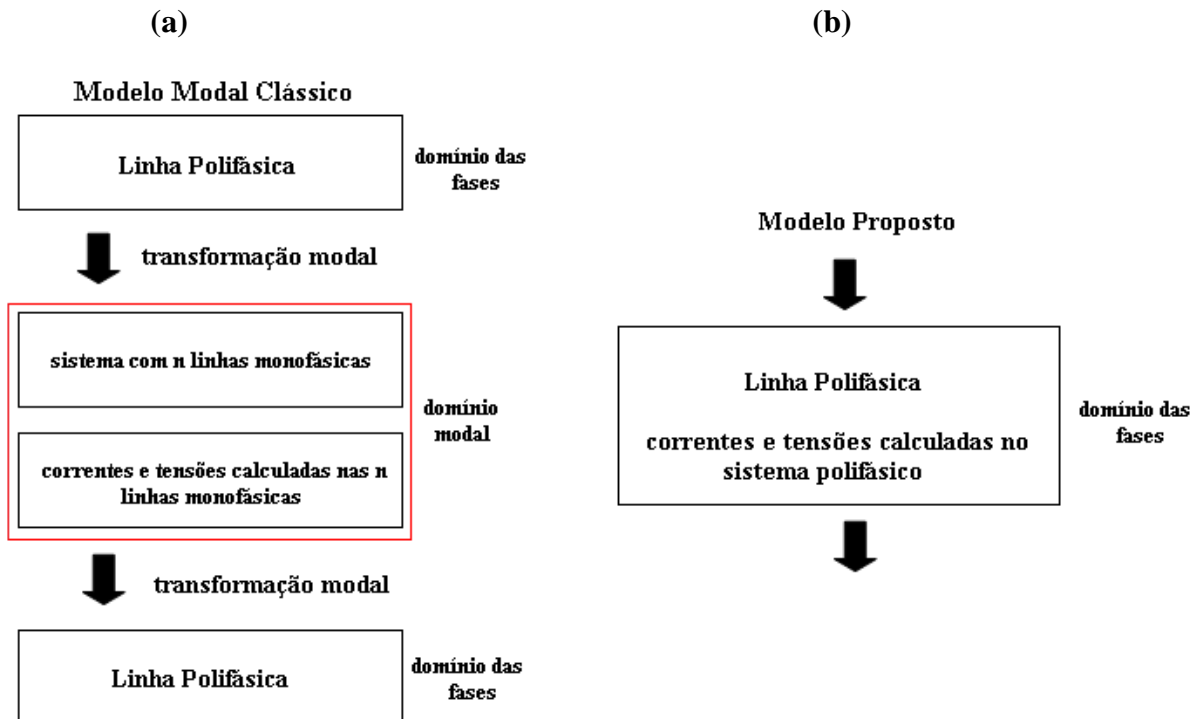 (a)
Modelo Modal Clássico
Linha Polifásica
domínio das
fases
transformação modal
sistema com n linhas monofásicas
correntes e tensões calculadas nas n
linhas monofásicas
domínio
modal
transformação modal
Linha Polifásica
domínio das
fases
(b)
Modelo Proposto
Linha Polifásica
correntes e tensões calculadas no
sistema polifásico
domínio das
fases